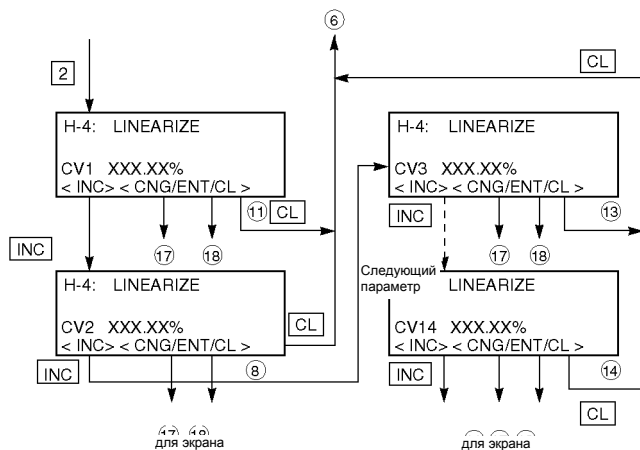 6
2
CL
H-4: LINEARIZE
CV1 XXX.XX%
< INC> < CNG/ENT/CL >
11 CL
17 18
INC
H-4: LINEARIZE
CV2 XXX.XX%
< INC> < CNG/ENT/CL >
CL
INC
8
17 18
для экрана
H-4: LINEARIZE
CV3 XXX.XX%
< INC> < CNG/ENT/CL >
INC
13
17 18
Следующий
параметр
LINEARIZE
CV14 XXX.XX%
< INC> < CNG/ENT/CL >
INC
14
CL
для экрана